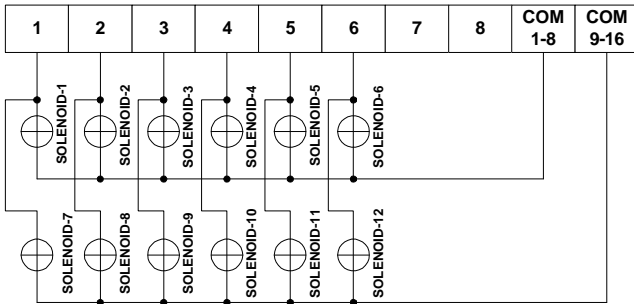 1 2 3 4 5 6 7 8 COM 1-8 COM 9-16
SOLENOID-1
SOLENOID-2
SOLENOID-3
SOLENOID-4
SOLENOID-5
SOLENOID-6
SOLENOID-7
SOLENOID-8
SOLENOID-9
SOLENOID-10
SOLENOID-11
SOLENOID-12